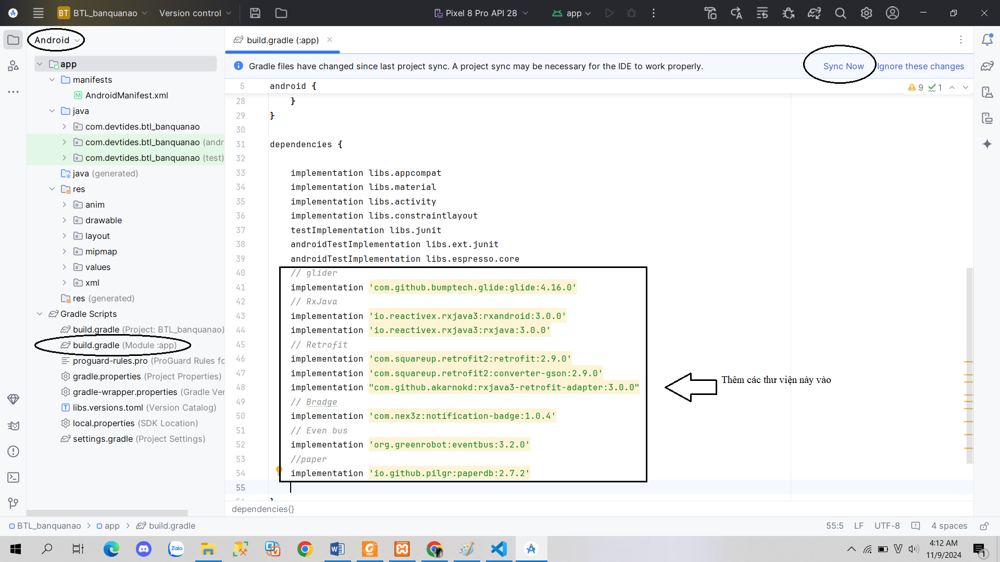 BT BTL_banquanao Version control Pixel 8 Pro API 28 app
Android
app
manifests
AndroidManifest.xml
java
com.devtides.btl_banquanao
com.devtides.btl_banquanao (andr
com.devtides.btl_banquanao (test)
java (generated)
res
anim
drawable
layout
mipmap
values
xml
res (generated)
Gradle Scripts
build.gradle (Project: BTL_banquanao)
build.gradle (Module :app)
proguard-rules.pro (ProGuard Rules fo
gradle.properties (Project Properties)
gradle-wrapper.properties (Gradle Ver
libs.versions.toml (Version Catalog)
local.properties (SDK Location)
settings.gradle (Project Settings)
build.gradle (:app)
Gradle files have changed since last project sync. A project sync may be necessary for the IDE to work properly. Sync Now Ignore these changes
5 android {
9 1
28 }
29 }
30
31 dependencies {
32
33 implementation libs.appcompat
34 implementation libs.material
35 implementation libs.activity
36 implementation libs.constraintlayout
37 testImplementation libs.junit
38 androidTestImplementation libs.ext.junit
39 androidTestImplementation libs.espresso.core
40 // glider
41 implementation 'com.github.bumptech.glide:glide:4.16.0'
42 // RxJava
43 implementation 'io.reactivex.rxjava3:rxandroid:3.0.0'
44 implementation 'io.reactivex.rxjava3:rxjava:3.0.0'
45 // Retrofit
46 implementation 'com.squareup.retrofit2:retrofit:2.9.0'
47 implementation 'com.squareup.retrofit2:converter-gson:2.9.0'
48 implementation "com.github.akarnokd:rxjava3-retrofit-adapter:3.0.0"
49 // Bradge
50 implementation 'com.nex3z:notification-badge:1.0.4'
51 // Even bus
52 implementation 'org.greenrobot:eventbus:3.2.0'
53 //paper
54 implementation 'io.github.pilgr:paperdb:2.7.2'
55
Thêm các thư viện này vào
dependencies{}
BTL_banquanao > app > build.gradle 55:5 LF UTF-8 4 spaces
Zalo
PDF
4:12 AM
11/9/2024
1